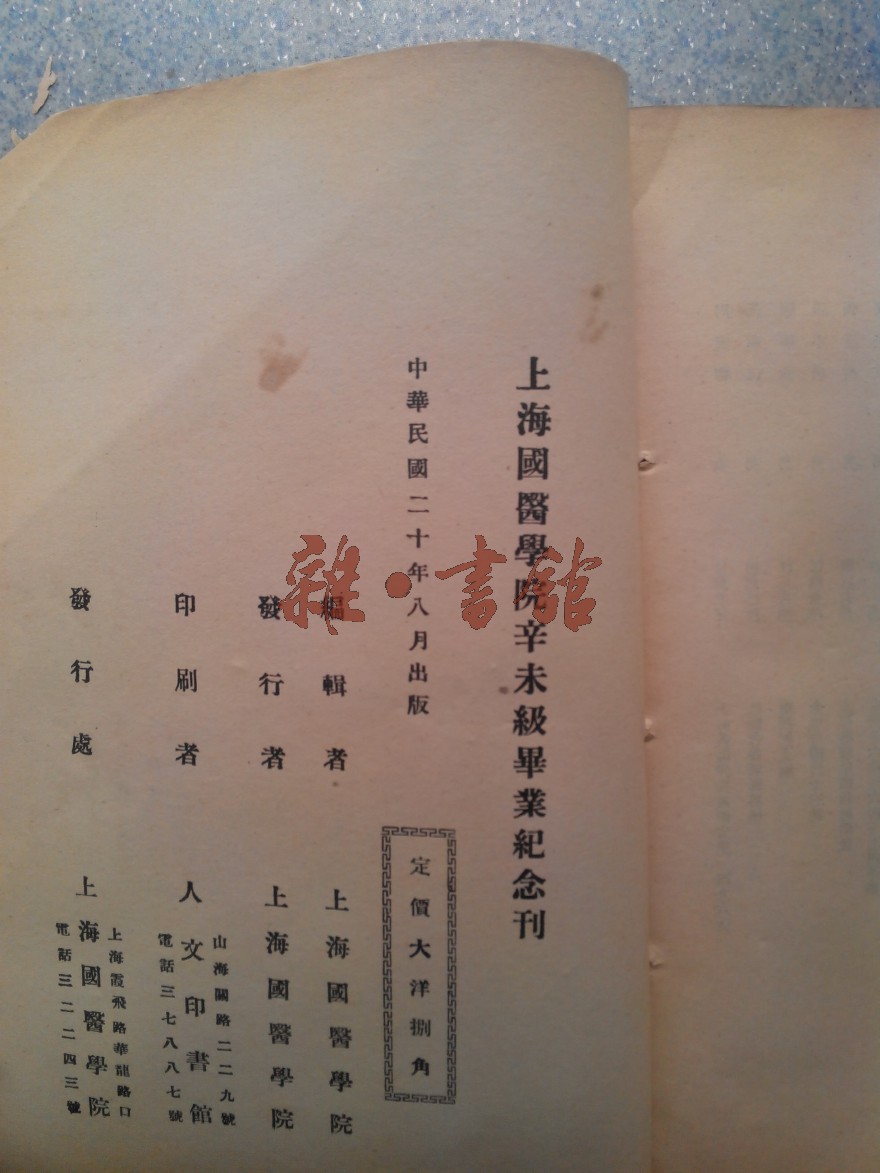 上海國醫學院辛未級畢業紀念刊
中華民國二十年八月出版
定價大洋捌角
編輯者 上海國醫學院
發行者 上海國醫學院
印刷者 人文印書館
山海關路二二九號
電話三七八八七號
發行處 上海國醫學院
上海霞飛路華龍路口
電話三二二四三號
雜·書館